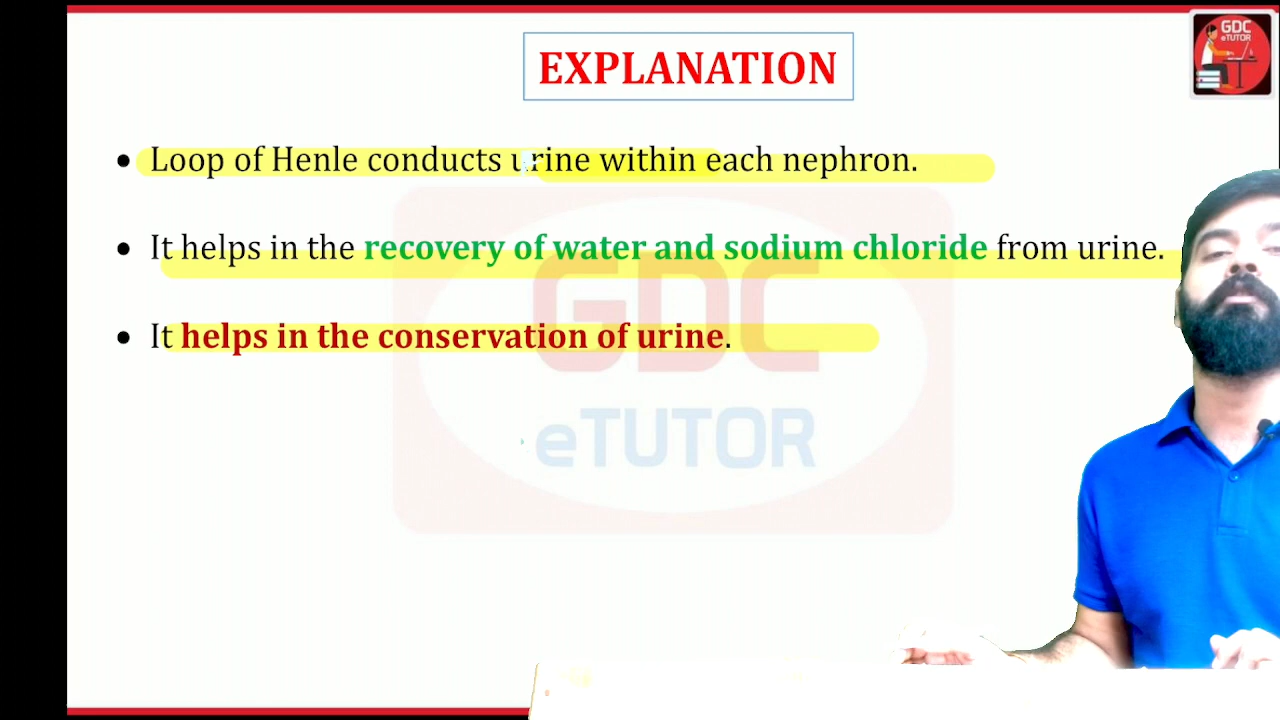 EXPLANATION
GDC
eTUTOR
• Loop of Henle conducts urine within each nephron.
• It helps in the recovery of water and sodium chloride from urine.
• It helps in the conservation of urine.
GDC
eTUTOR